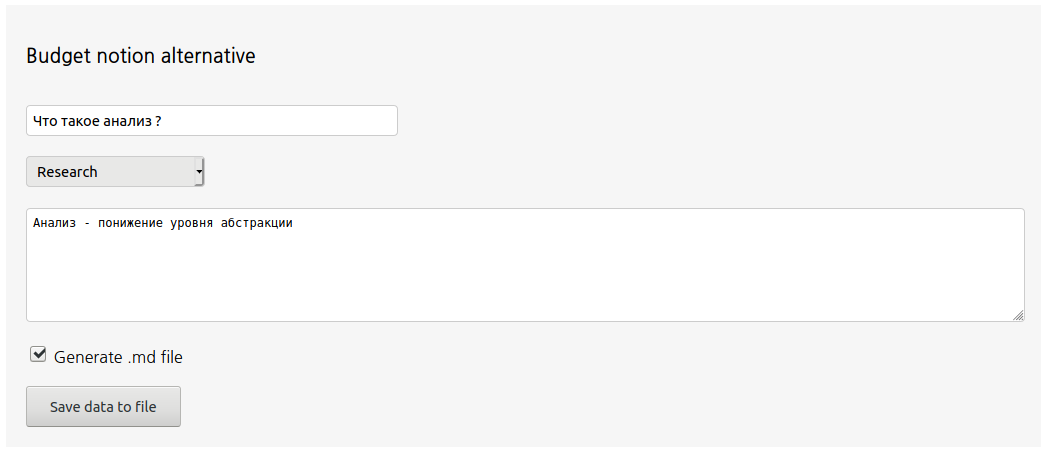 Budget notion alternative
Что такое анализ ?
Research
Анализ - понижение уровня абстракции
Generate .md file
Save data to file